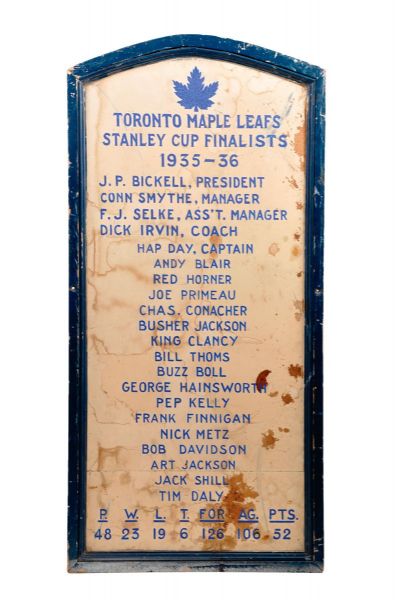 TORONTO MAPLE LEAFS
STANLEY CUP FINALISTS
1935-36
J.P. BICKELL, PRESIDENT
CONN SMYTHE, MANAGER
F.J. SELKE, ASS'T. MANAGER
DICK IRVIN, COACH
HAP DAY, CAPTAIN
ANDY BLAIR
RED HORNER
JOE PRIMEAU
CHAS. CONACHER
BUSHER JACKSON
KING CLANCY
BILL THOMS
BUZZ BOLL
GEORGE HAINSWORTH
PEP KELLY
FRANK FINNIGAN
NICK METZ
BOB DAVIDSON
ART JACKSON
JACK SHILL
TIM DALY
P. W. L. T. FOR AG. PTS.
48 23 19 6 126 106 52